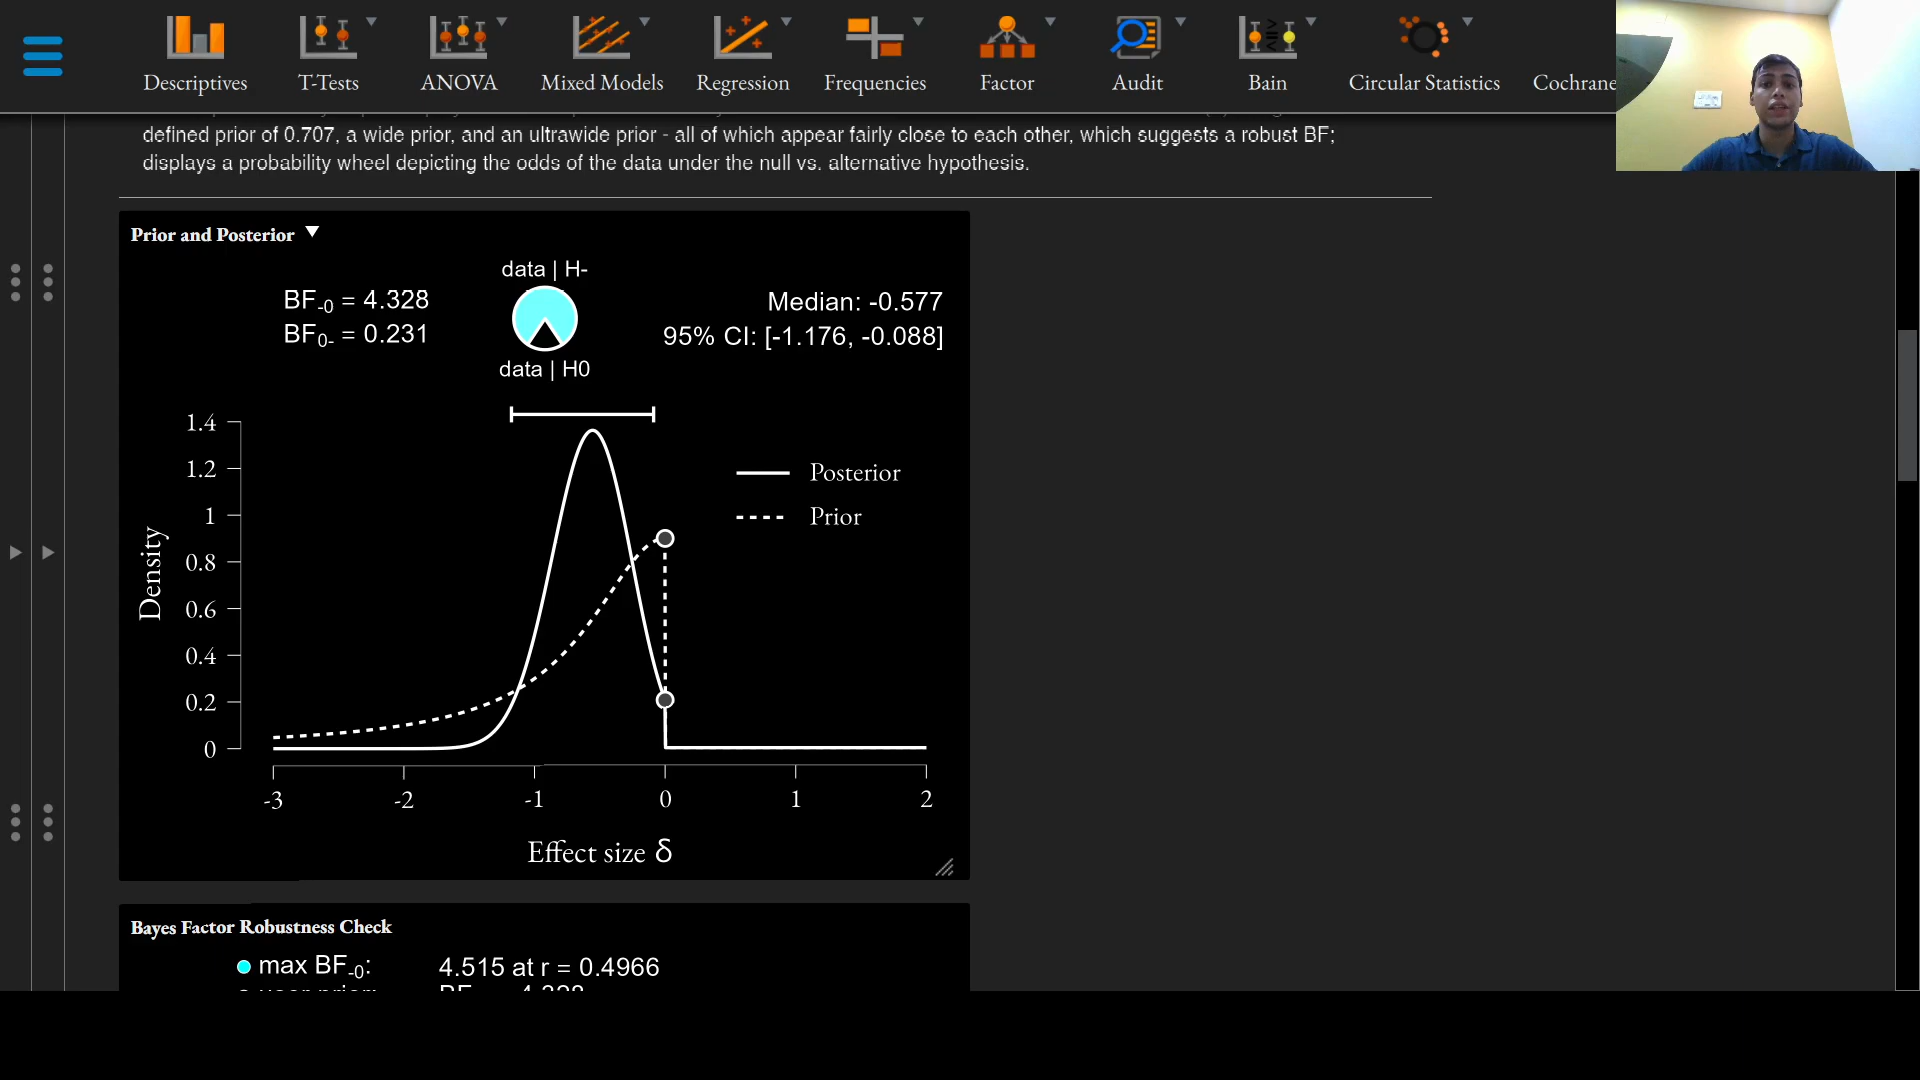 Descriptives
T-Tests
ANOVA
Mixed Models
Regression
Frequencies
Factor
Audit
Bain
Circular Statistics
Cochrane
defined prior of 0.707, a wide prior, and an ultrawide prior - all of which appear fairly close to each other, which suggests a robust BF;
displays a probability wheel depicting the odds of the data under the null vs. alternative hypothesis.
Prior and Posterior
data | H-
BF-0 = 4.328
BF0- = 0.231
Median: -0.577
95% CI: [-1.176, -0.088]
data | H0
1.4
1.2
1
0.8
0.6
0.4
0.2
0
Density
Posterior
Prior
-3
-2
-1
0
1
2
Effect size δ
Bayes Factor Robustness Check
max BF-0: 4.515 at r = 0.4966